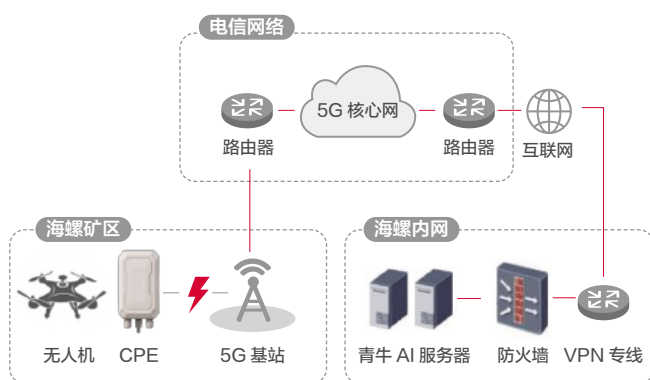 电信网络
5G 核心网
路由器
路由器
互联网
海螺矿区
海螺内网
无人机
CPE
5G 基站
青牛 AI 服务器
防火墙
VPN 专线